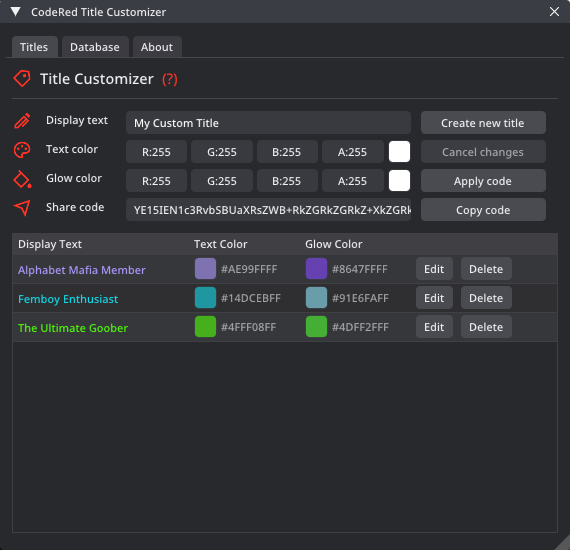 CodeRed Title Customizer
Titles Database About
Title Customizer (?)
Display text My Custom Title Create new title
Text color R:255 G:255 B:255 A:255 Cancel changes
Glow color R:255 G:255 B:255 A:255 Apply code
Share code YE15IEN1c3RvbSBUaXRsZWB+RkZGRkZGRkZ+XkZGRk Copy code
Display Text Text Color Glow Color
Alphabet Mafia Member #AE99FFFF #8647FFFF Edit Delete
Femboy Enthusiast #14DCEBFF #91E6FAFF Edit Delete
The Ultimate Goober #4FFF08FF #4DFF2FFF Edit Delete